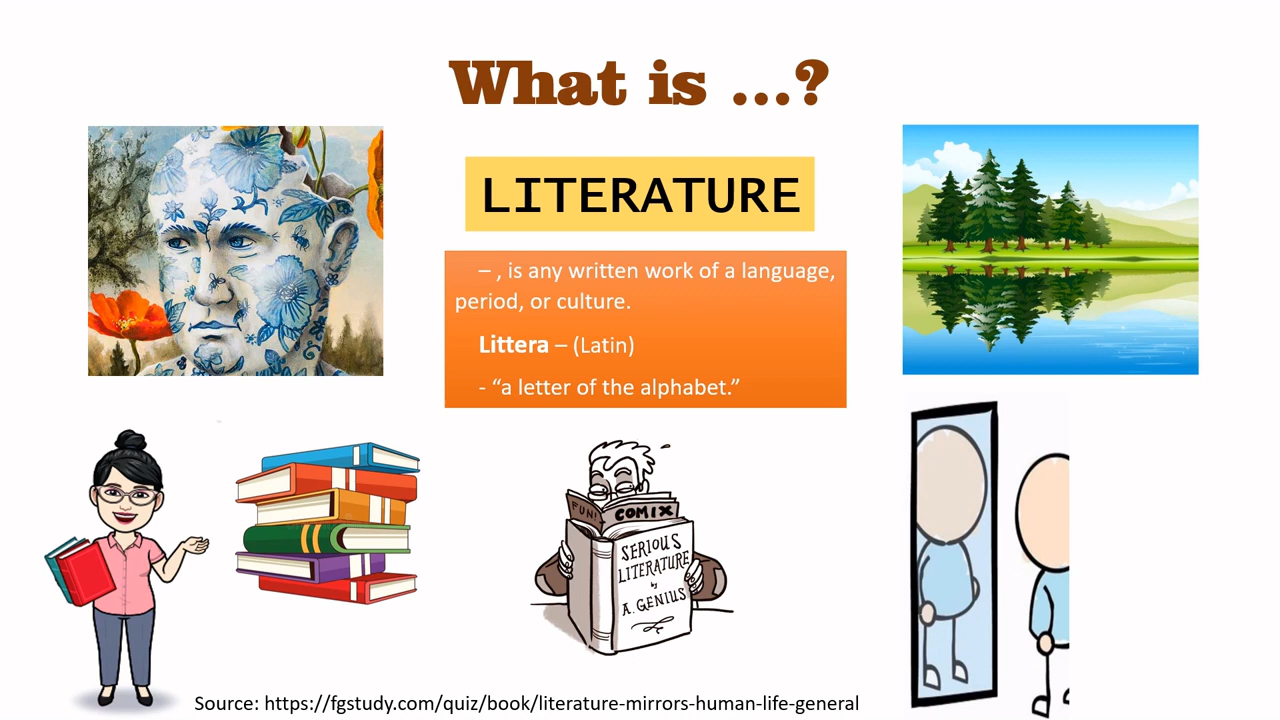 What is ...?
LITERATURE
– , is any written work of a language,
period, or culture.
Littera – (Latin)
- “a letter of the alphabet.”
FUN!
COMIX
SERIOUS
LITERATURE
by
A. GENIUS
Source: https://fgstudy.com/quiz/book/literature-mirrors-human-life-general